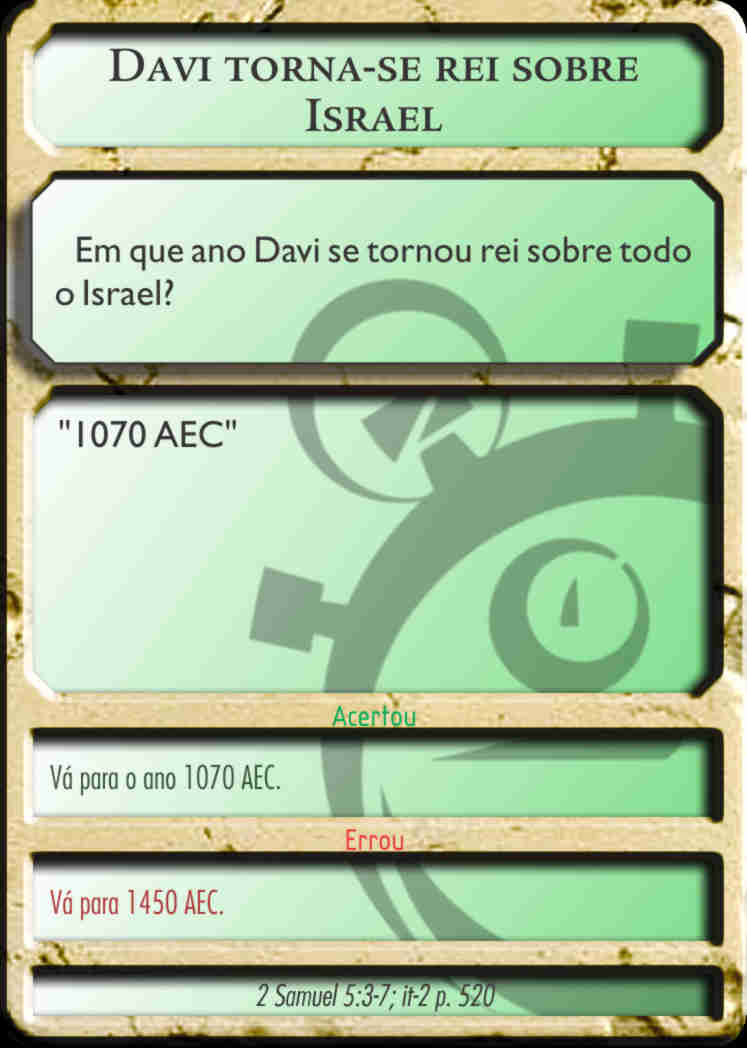 Davi torna-se rei sobre
Israel
Em que ano Davi se tornou rei sobre todo
o Israel?
"1070 AEC"
Acertou
Vá para o ano 1070 AEC.
Errou
Vá para 1450 AEC.
2 Samuel 5:3-7; it-2 p. 520